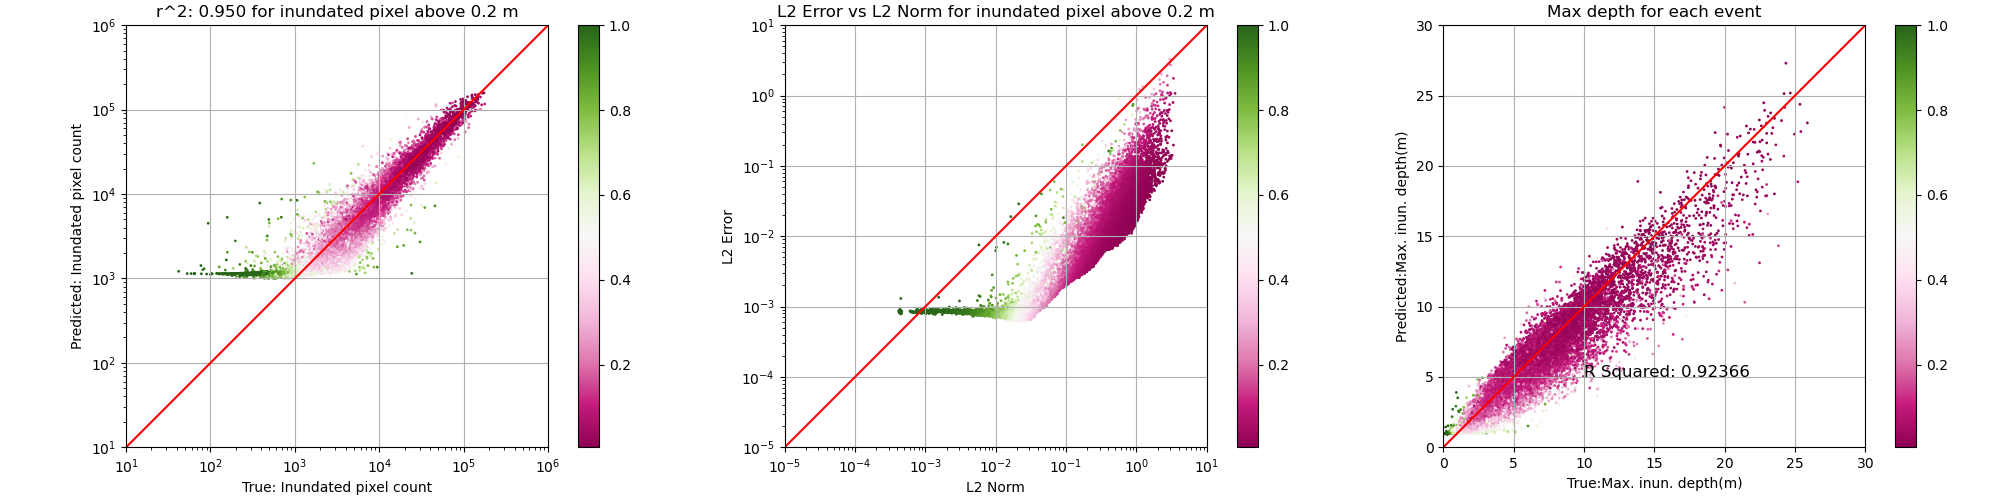 r^2: 0.950 for inundated pixel above 0.2 m
Predicted: Inundated pixel count
10^6
10^5
10^4
10^3
10^2
10^1
10^1 10^2 10^3 10^4 10^5 10^6
True: Inundated pixel count
1.0
0.8
0.6
0.4
0.2
L2 Error vs L2 Norm for inundated pixel above 0.2 m
L2 Error
10^1
10^0
10^-1
10^-2
10^-3
10^-4
10^-5
10^-5 10^-4 10^-3 10^-2 10^-1 10^0 10^1
L2 Norm
1.0
0.8
0.6
0.4
0.2
Max depth for each event
Predicted:Max. inun. depth(m)
30
25
20
15
10
5
0
R Squared: 0.92366
0 5 10 15 20 25 30
True:Max. inun. depth(m)
1.0
0.8
0.6
0.4
0.2